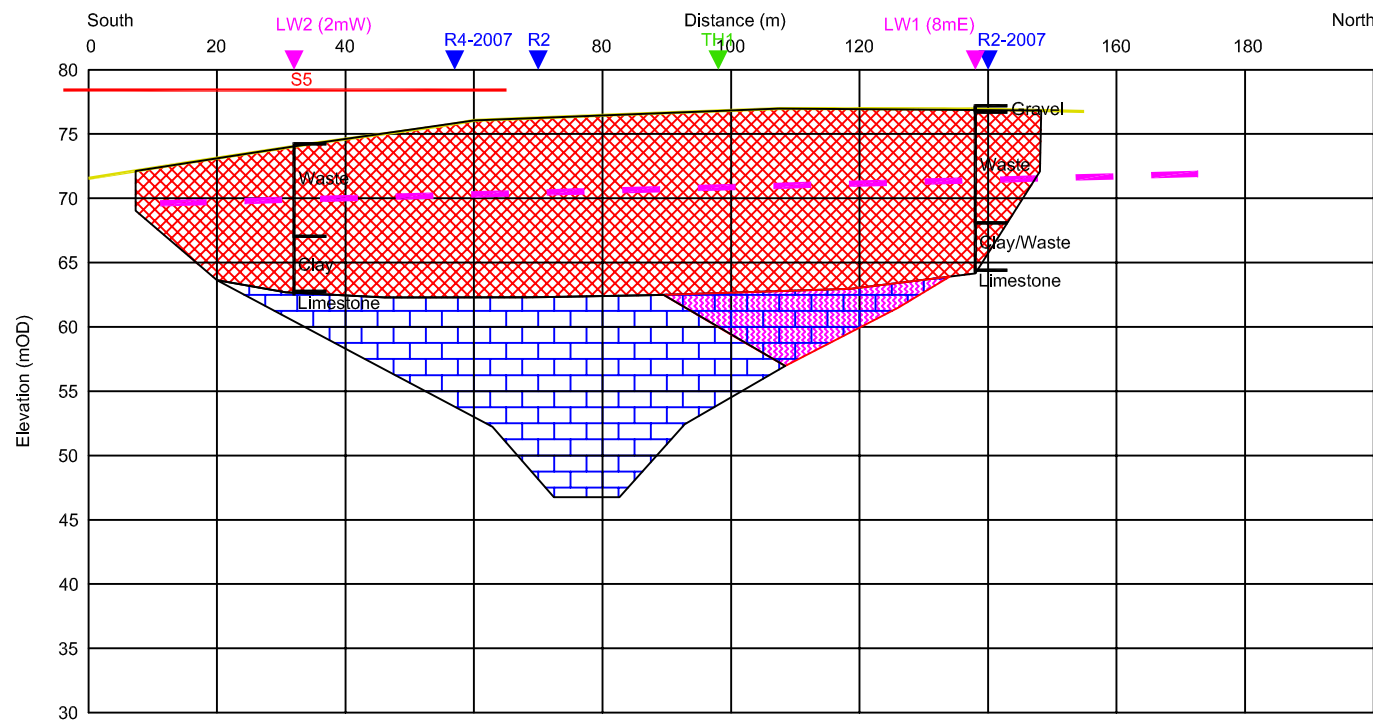 South Distance (m) North
LW2 (2mW) LW1 (8mE)
0 20 40 R4-2007 R2 80 TH1 100 120 R2-2007 160 180
80
S5
75
Gravel
Waste
Waste
70
Clay/Waste
65
Clay
Limestone
Limestone
60
55
50
45
40
35
30
Elevation (mOD)